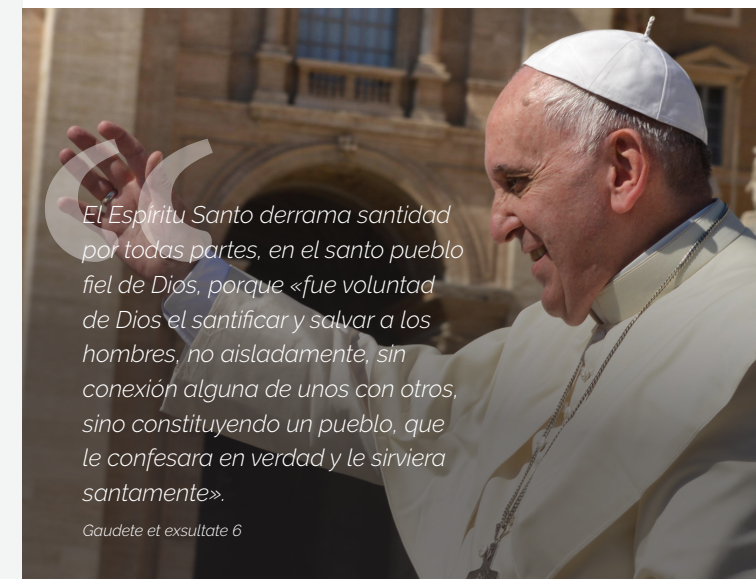 El Espíritu Santo derrama santidad
por todas partes, en el santo pueblo
fiel de Dios, porque «fue voluntad
de Dios el santificar y salvar a los
hombres, no aisladamente, sin
conexión alguna de unos con otros,
sino constituyendo un pueblo, que
le confesara en verdad y le sirviera
santamente».
Gaudete et exsultate 6